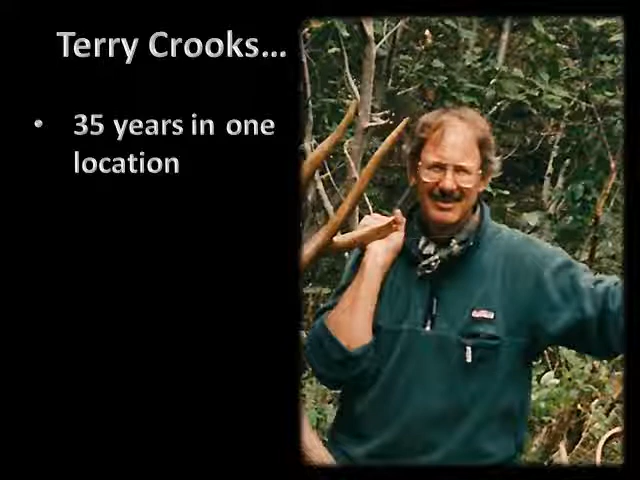 Terry Crooks...
• 35 years in one
location